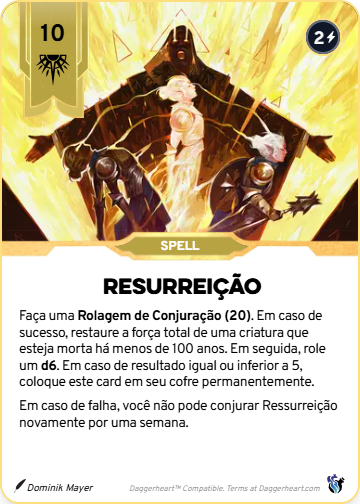 10
2
SPELL
RESURREIÇÃO
Faça uma Rolagem de Conjuração (20). Em caso de
sucesso, restaure a força total de uma criatura que
esteja morta há menos de 100 anos. Em seguida, role
um d6. Em caso de resultado igual ou inferior a 5,
coloque este card em seu cofre permanentemente.
Em caso de falha, você não pode conjurar Ressurreição
novamente por uma semana.
Dominik Mayer
Daggerheart™ Compatible. Terms at Daggerheart.com